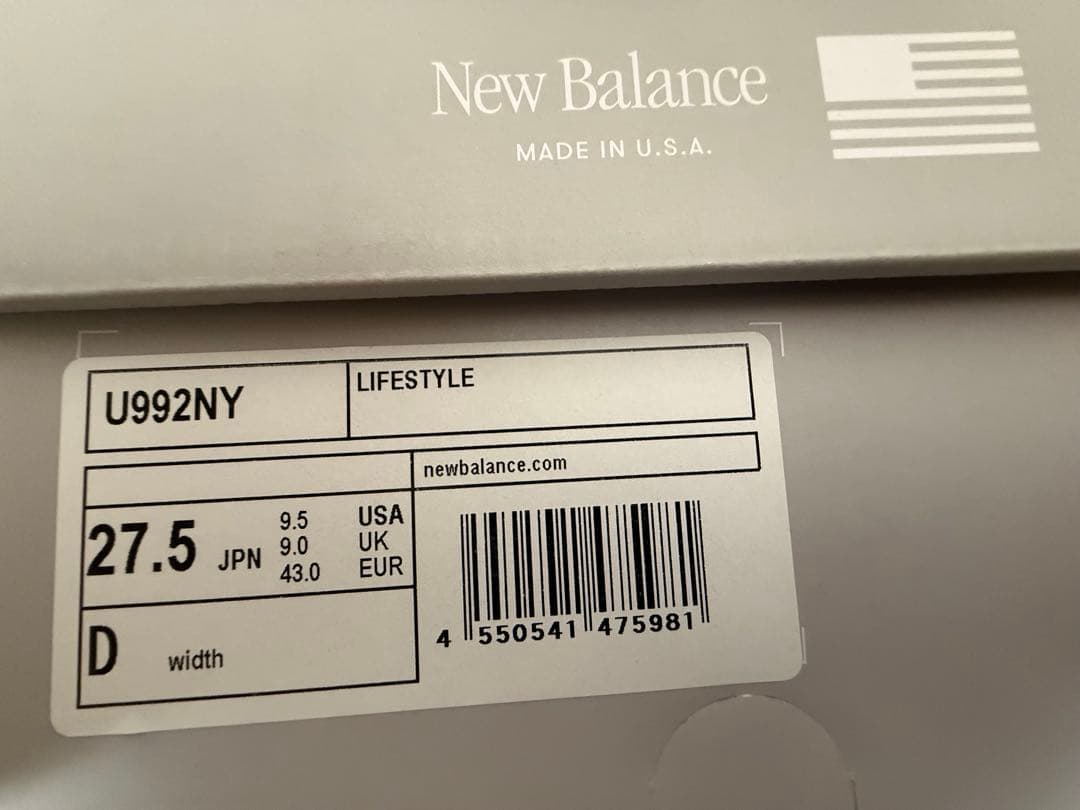 New Balance
MADE IN U.S.A.
U992NY
LIFESTYLE
newbalance.com
27.5 JPN
9.5 USA
9.0 UK
43.0 EUR
D width
4 550541 475981